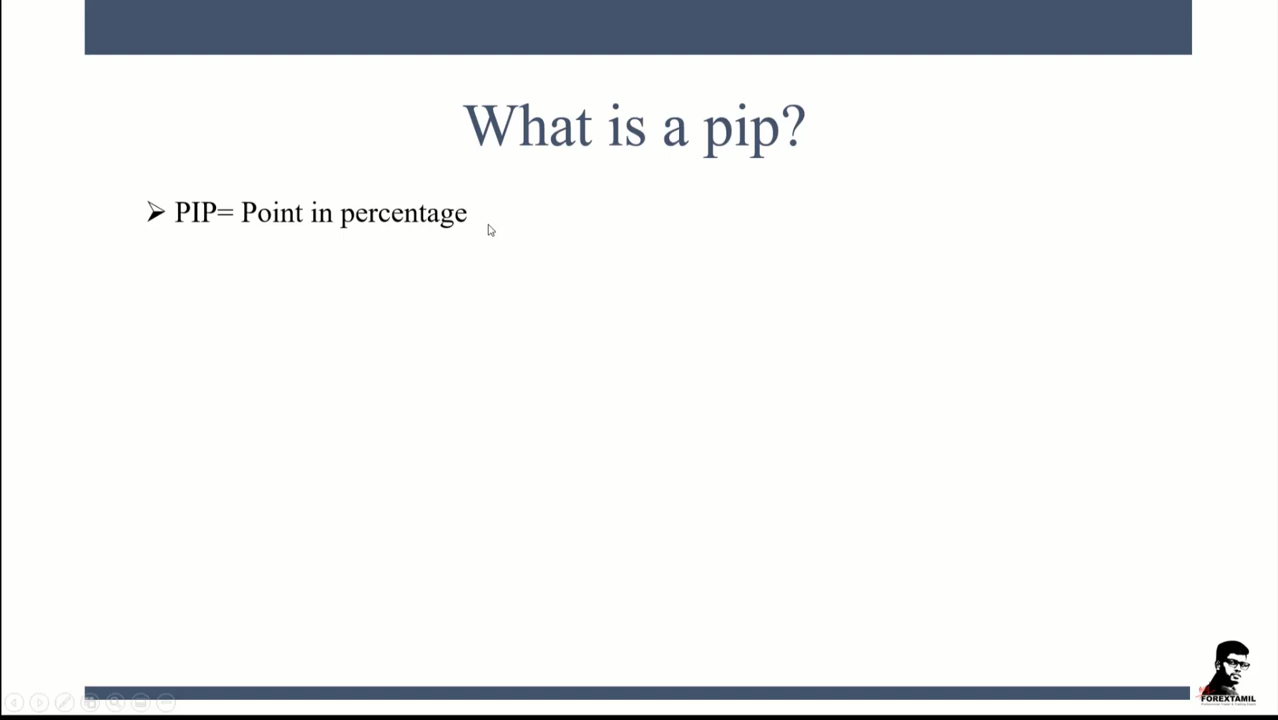 What is a pip?
➢ PIP= Point in percentage
FOREXTAMIL